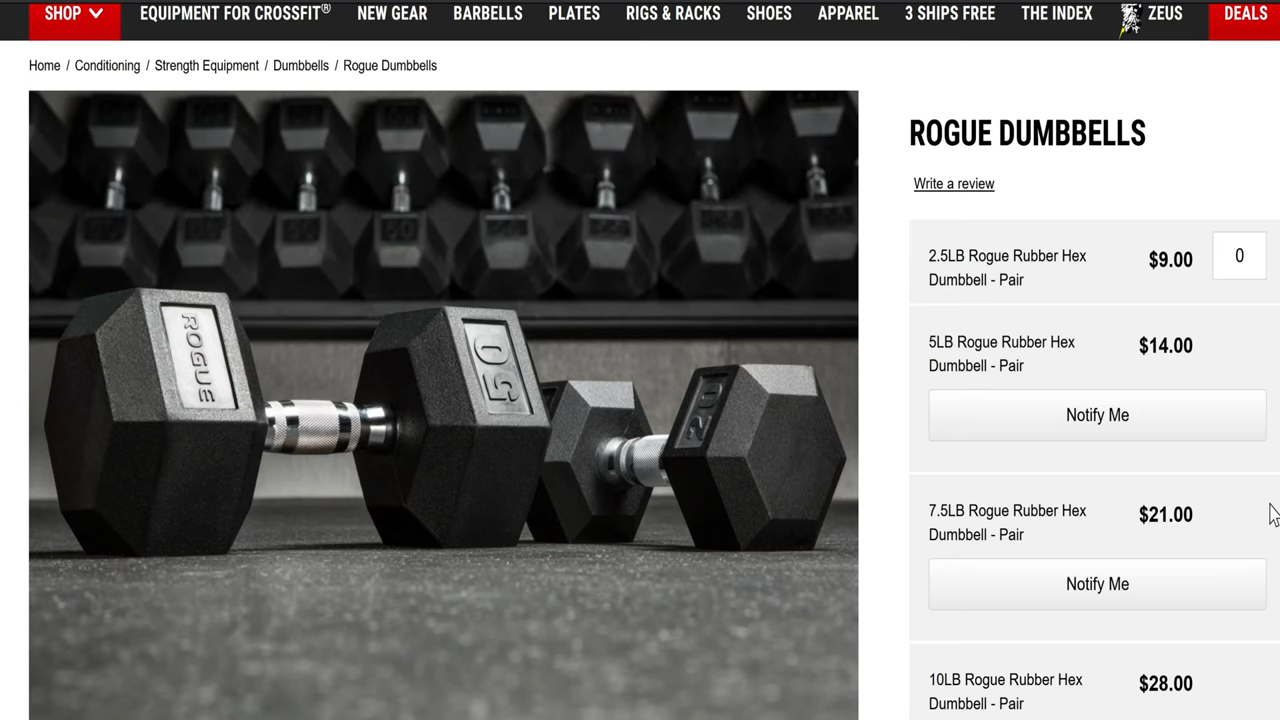 SHOP EQUIPMENT FOR CROSSFIT® NEW GEAR BARBELLS PLATES RIGS & RACKS SHOES APPAREL 3 SHIPS FREE THE INDEX ZEUS DEALS
Home / Conditioning / Strength Equipment / Dumbbells / Rogue Dumbbells
ROGUE
50
20
50
ROGUE DUMBBELLS
Write a review
2.5LB Rogue Rubber Hex
Dumbbell - Pair
$9.00
0
5LB Rogue Rubber Hex
Dumbbell - Pair
$14.00
Notify Me
7.5LB Rogue Rubber Hex
Dumbbell - Pair
$21.00
Notify Me
10LB Rogue Rubber Hex
Dumbbell - Pair
$28.00